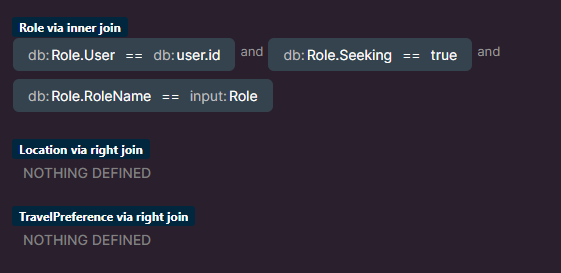 Role via inner join
db: Role.User == db: user.id and db: Role.Seeking == true and
db: Role.RoleName == input: Role
Location via right join
NOTHING DEFINED
TravelPreference via right join
NOTHING DEFINED